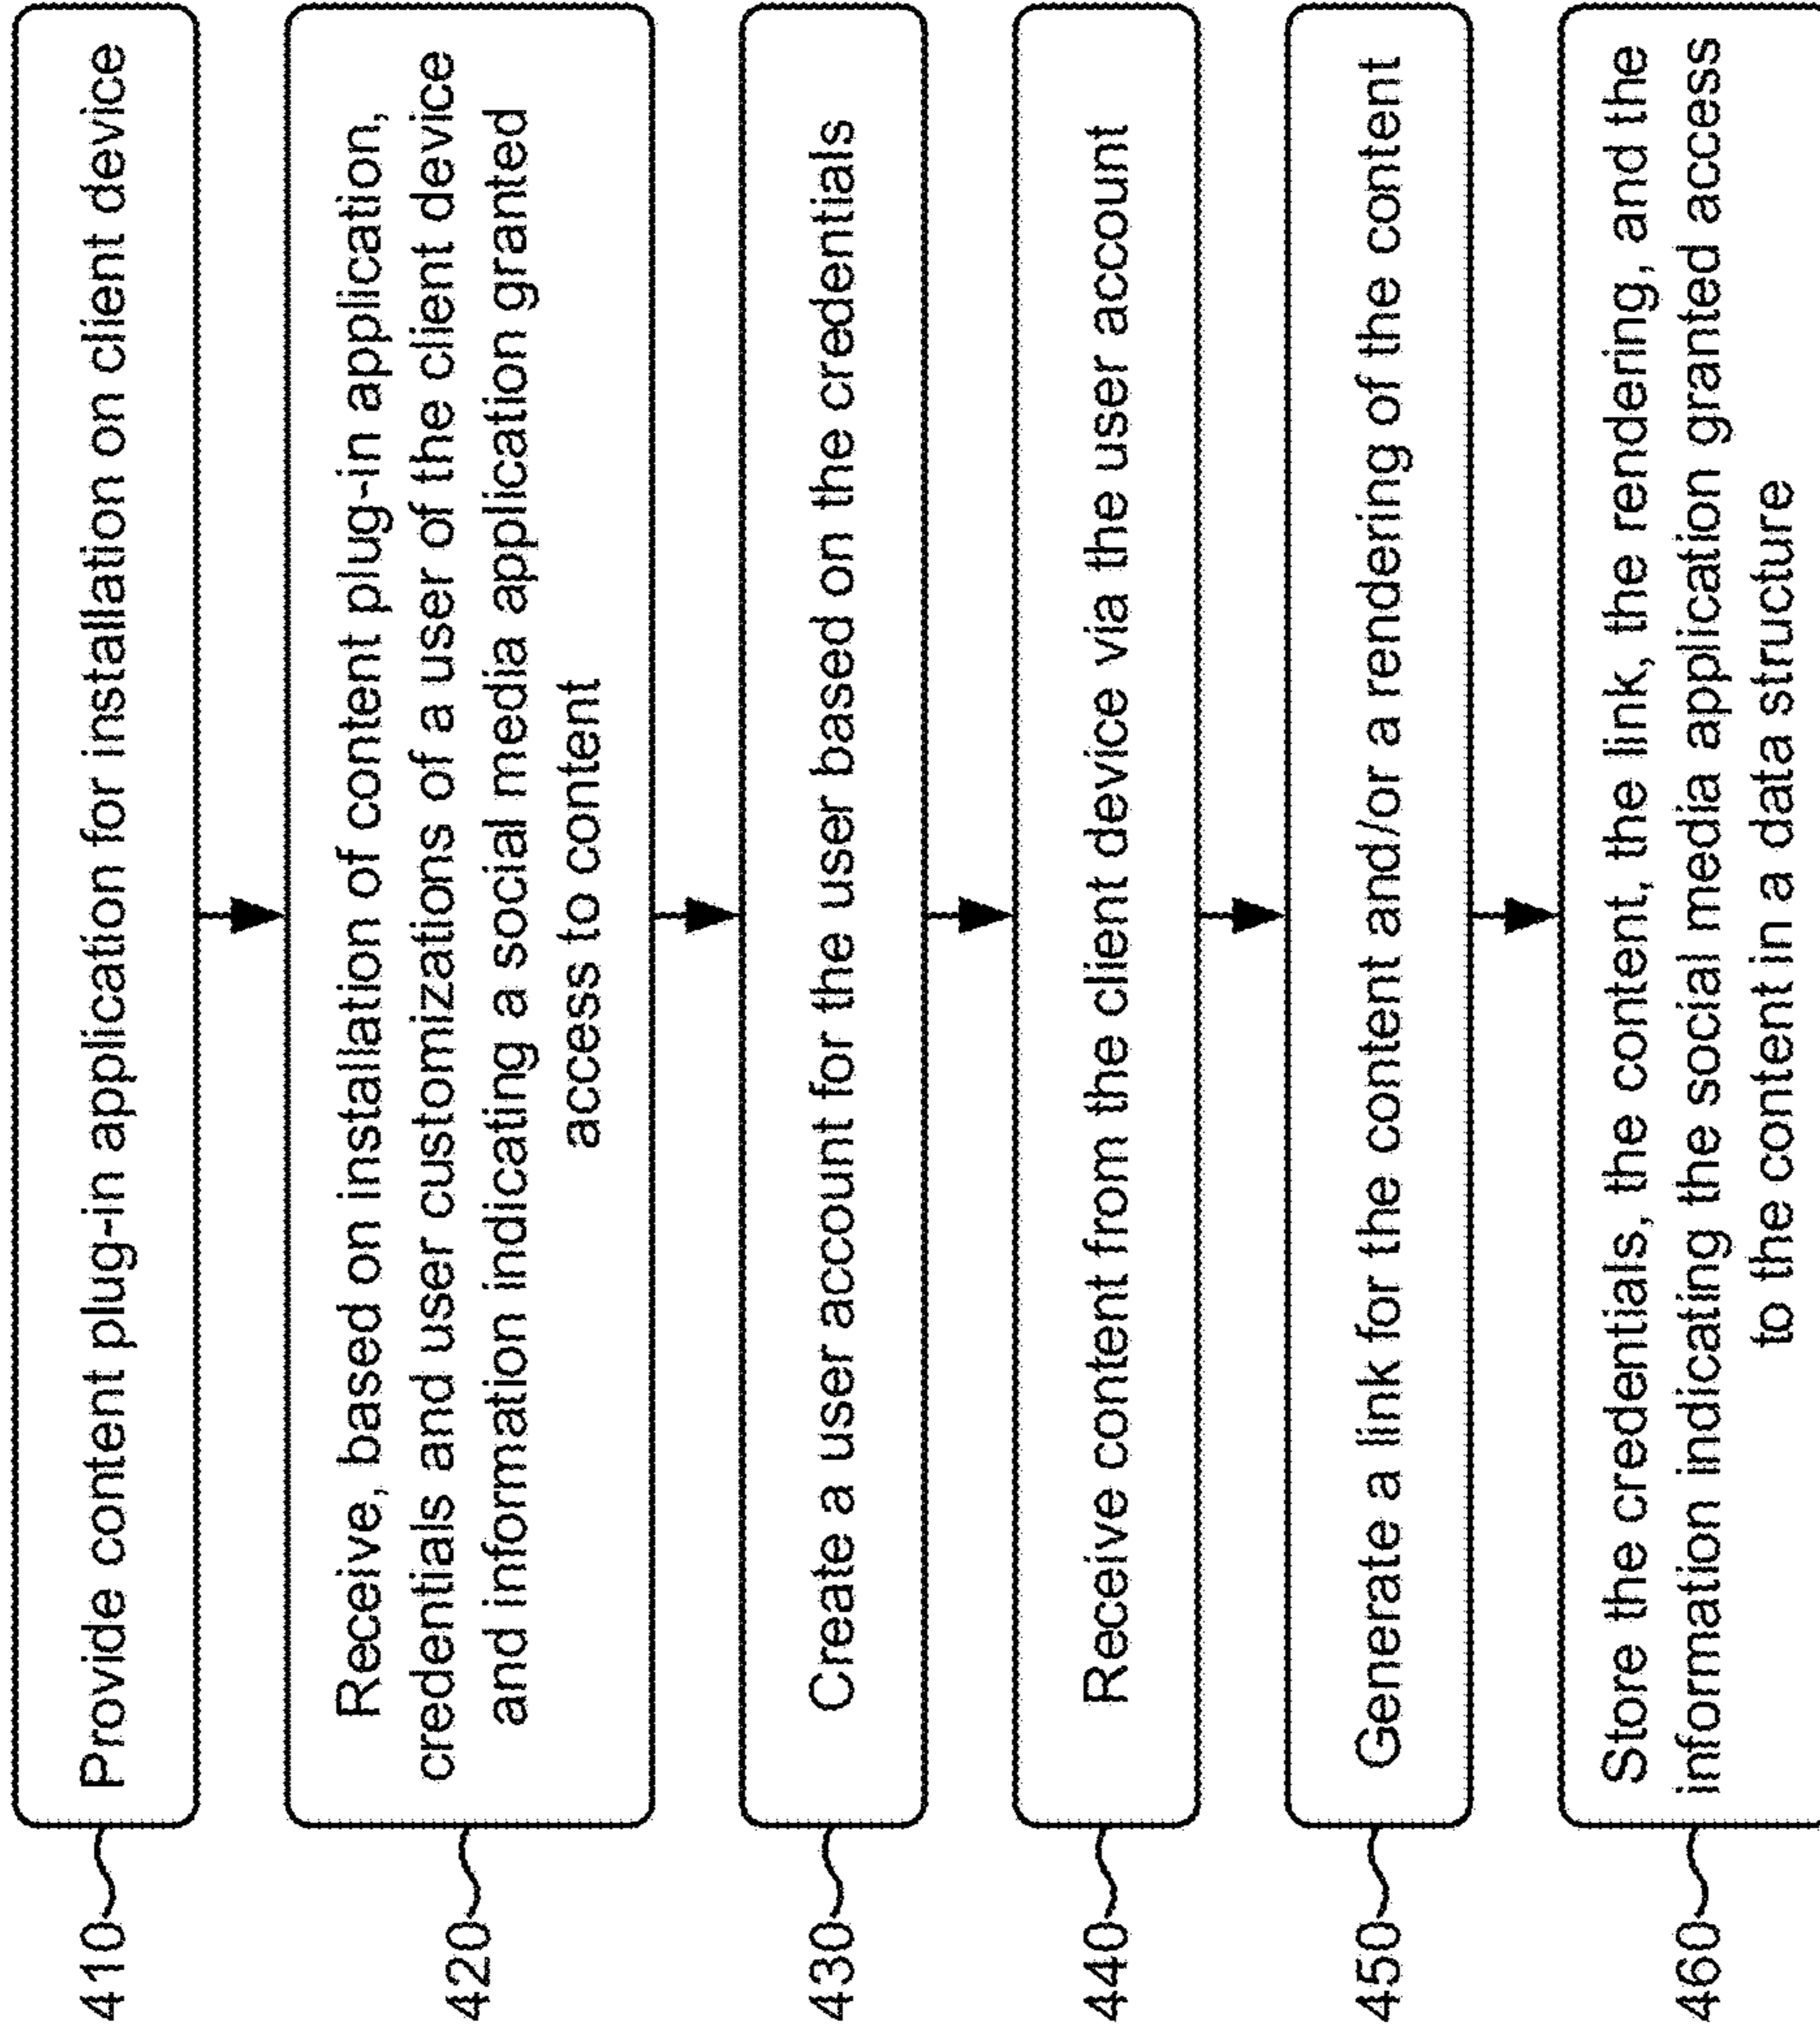 410
Provide content plug-in application for installation on client device
420
Receive, based on installation of content plug-in application,
credentials and user customizations of a user of the client device
and information indicating a social media application granted
access to content
430
Create a user account for the user based on the credentials
440
Receive content from the client device via the user account
450
Generate a link for the content and/or a rendering of the content
460
Store the credentials, the content, the link, the rendering, and the
information indicating the social media application granted access
to the content in a data structure